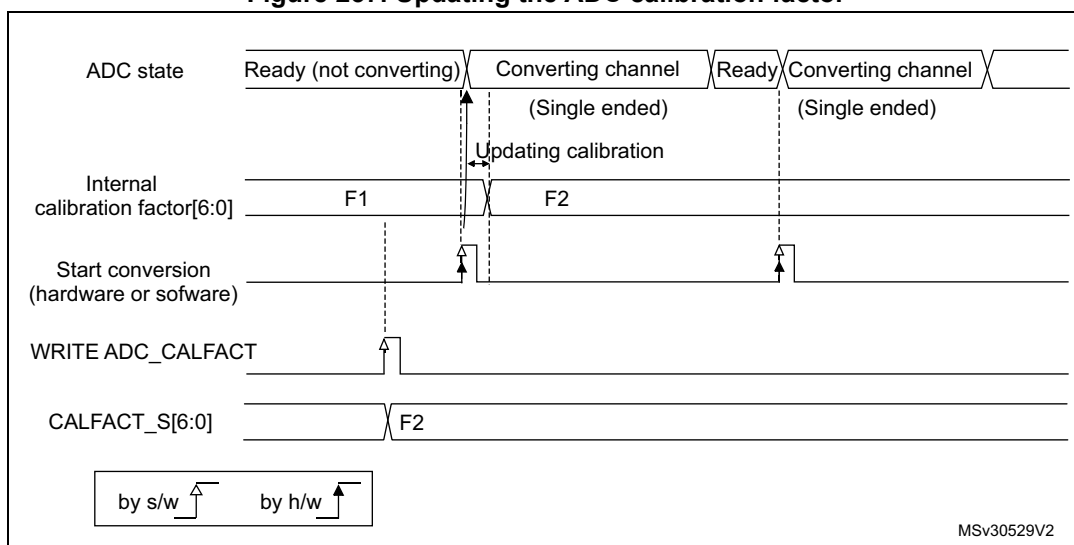 ADC state
Ready (not converting)
Converting channel
Ready
Converting channel
(Single ended)
(Single ended)
Updating calibration
Internal
calibration factor[6:0]
F1
F2
Start conversion
(hardware or sofware)
WRITE ADC_CALFACT
CALFACT_S[6:0]
F2
by s/w
by h/w
MSv30529V2